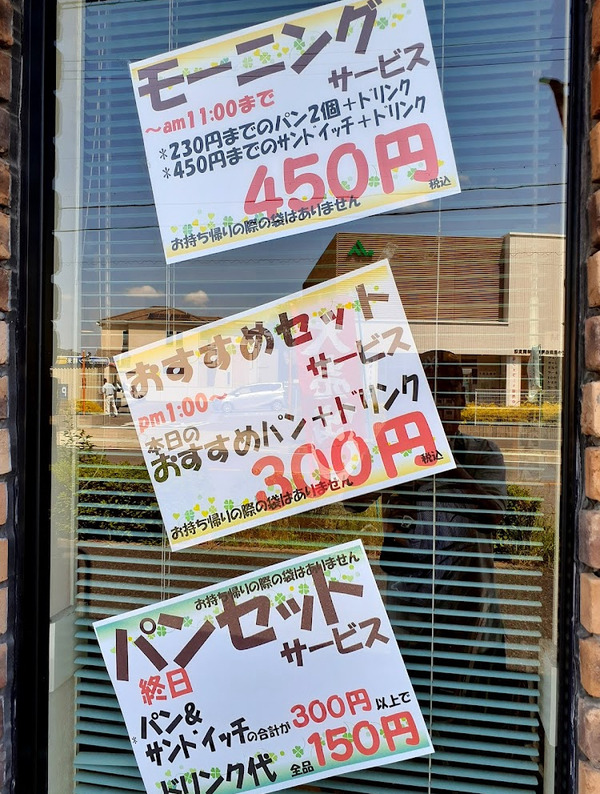 モーニング
サービス
～am11:00まで
*230円までのパン2個+ドリンク
*450円までのサンドイッチ+ドリンク
450円
税込
お持ち帰りの際の袋はありません
おすすめセット
サービス
pm1:00～
本日の
おすすめパン+ドリンク
300円
税込
お持ち帰りの際の袋はありません
お持ち帰りの際の袋はありません
パンセット
サービス
終日
*パン&
サンドイッチの合計が300円以上で
ドリンク代 全品150円